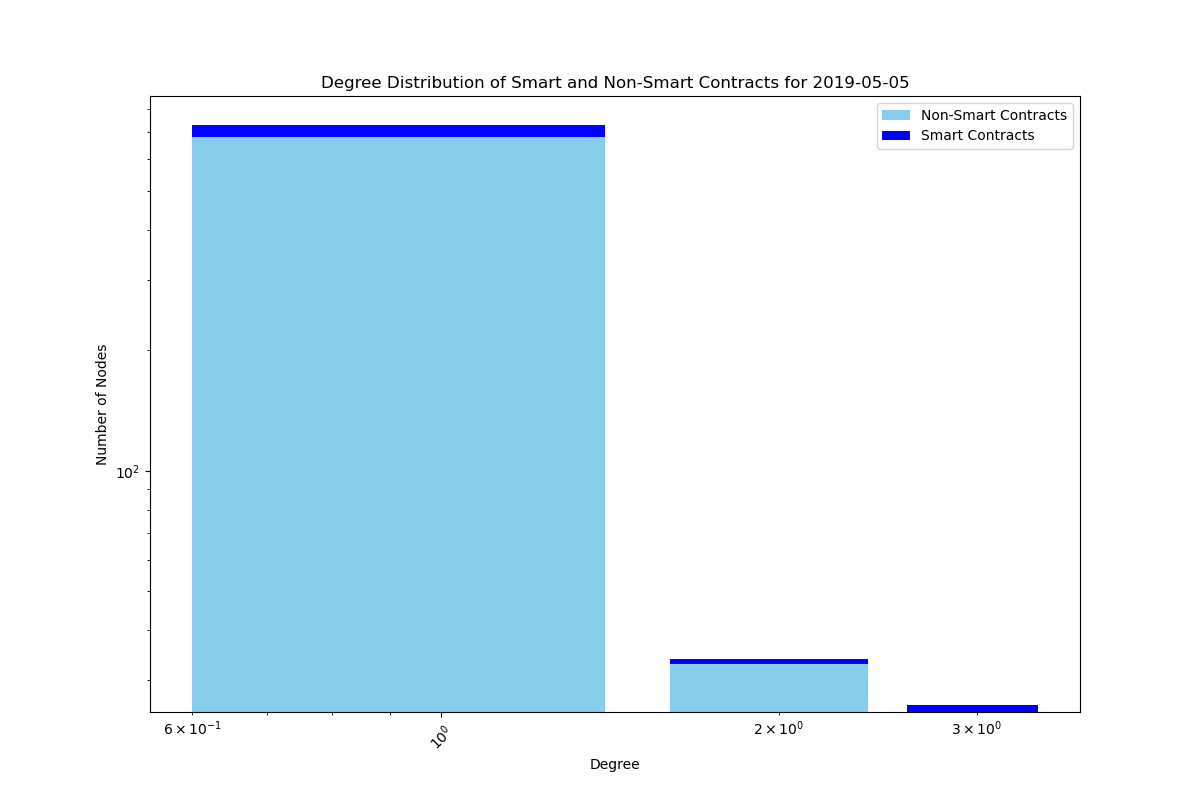 Degree Distribution of Smart and Non-Smart Contracts for 2019-05-05
Non-Smart Contracts
Smart Contracts
Number of Nodes
10²
6 × 10⁻¹
10⁰
2 × 10⁰
3 × 10⁰
Degree